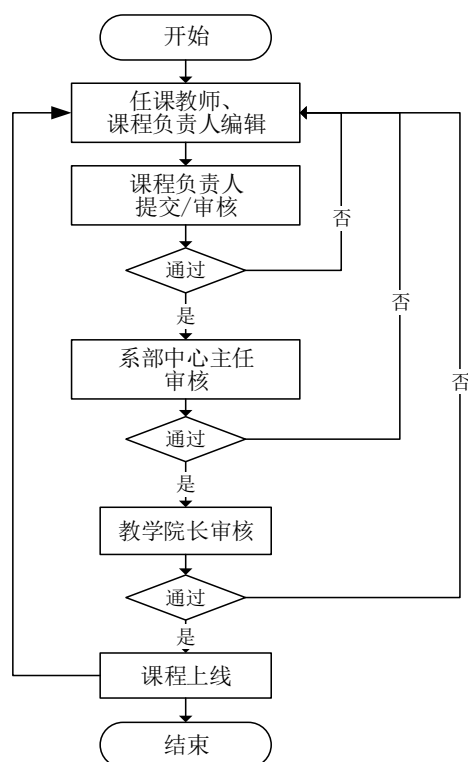 开始
任课教师、
课程负责人编辑
课程负责人
提交/审核
通过
否
是
否
系部中心主任
审核
否
通过
是
教学院长审核
通过
是
课程上线
结束